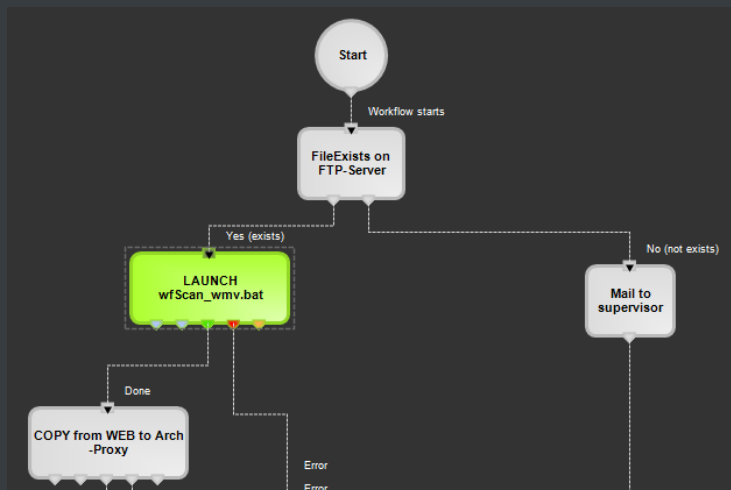 Start
Workflow starts
FileExists on
FTP-Server
Yes (exists)
No (not exists)
LAUNCH
wfScan_wmv.bat
Mail to
supervisor
Done
COPY from WEB to Arch
-Proxy
Error
Error